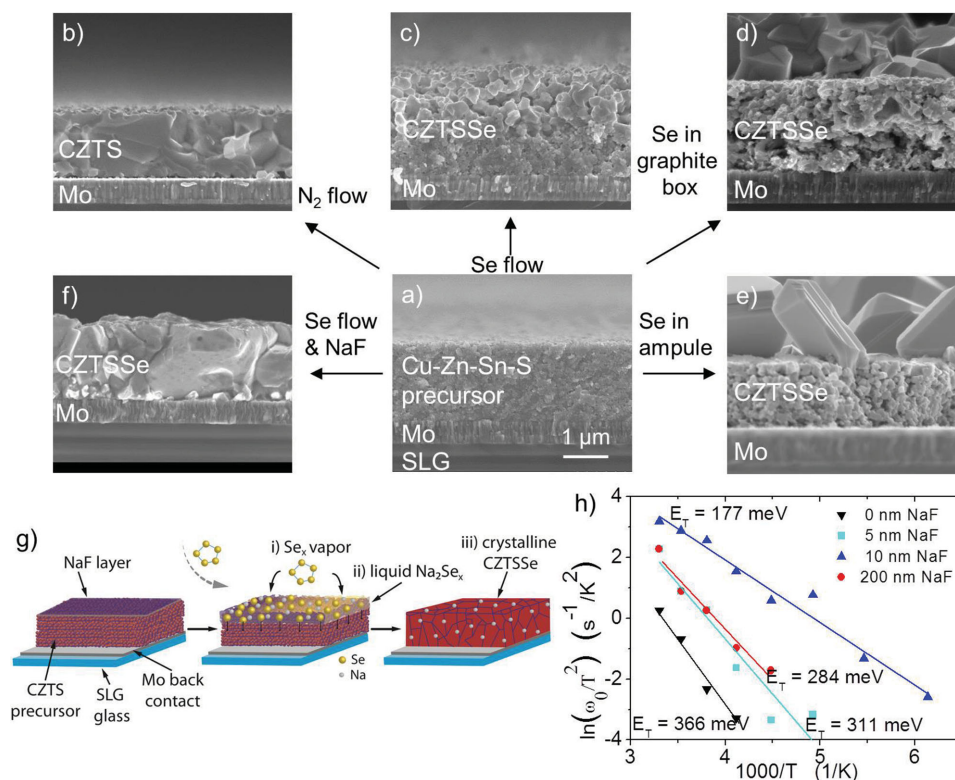 b)
CZTS
Mo
N₂ flow
c)
CZTSSe
Mo
Se flow
d)
CZTSSe
Mo
Se in
graphite
box
f)
CZTSSe
Mo
Se flow
& NaF
a)
Cu-Zn-Sn-S
precursor
Mo
SLG
1 µm
e)
CZTSSe
Mo
Se in
ampule
g)
NaF layer
i) Seₓ vapor
ii) liquid Na₂Seₓ
iii) crystalline
CZTSSe
CZTS
precursor
SLG
glass
Mo back
contact
Se
Na
h)
ln(ω₀/T²) (s⁻¹/K²)
4
2
0
-2
-4
E_T = 177 meV
0 nm NaF
5 nm NaF
10 nm NaF
200 nm NaF
E_T = 284 meV
E_T = 366 meV
E_T = 311 meV
3 4 5 6
1000/T (1/K)